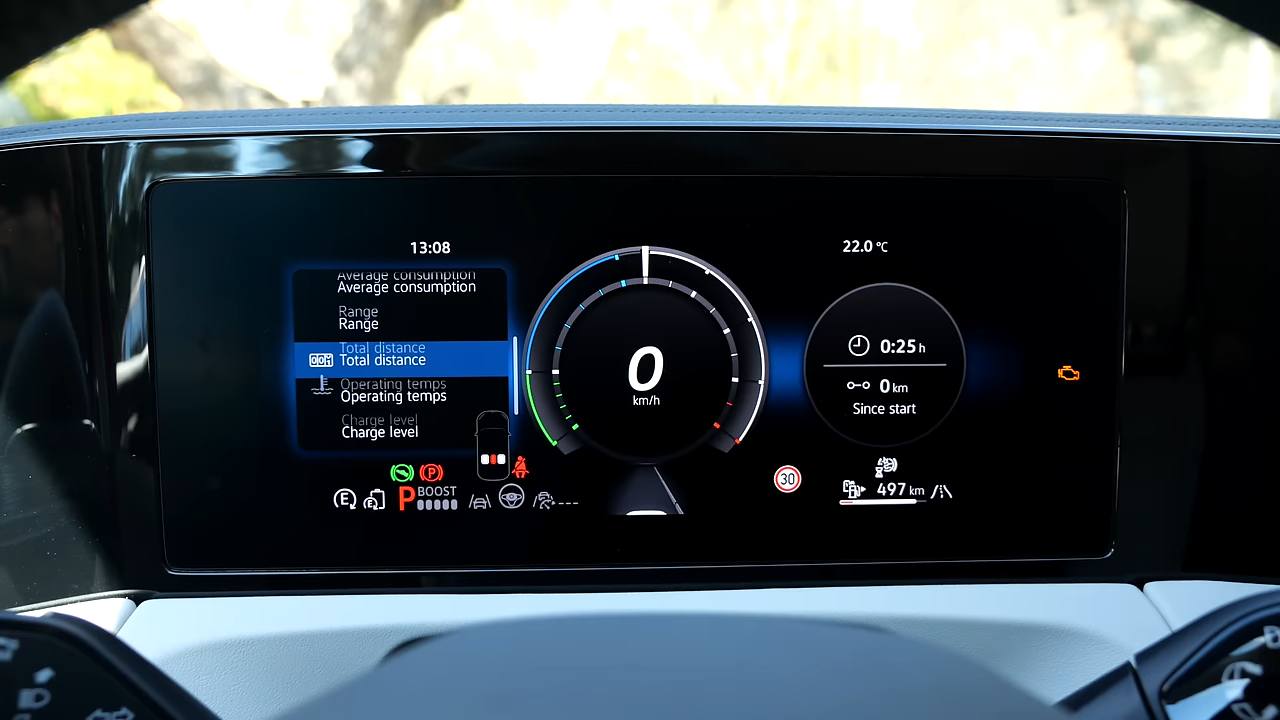 13:08
22.0 °C
Average consumption
Average consumption
Range
Range
Total distance
Total distance
Operating temps
Operating temps
Charge level
Charge level
0
km/h
0:25 h
0 km
Since start
P
E
E
P BOOST
30
497 km